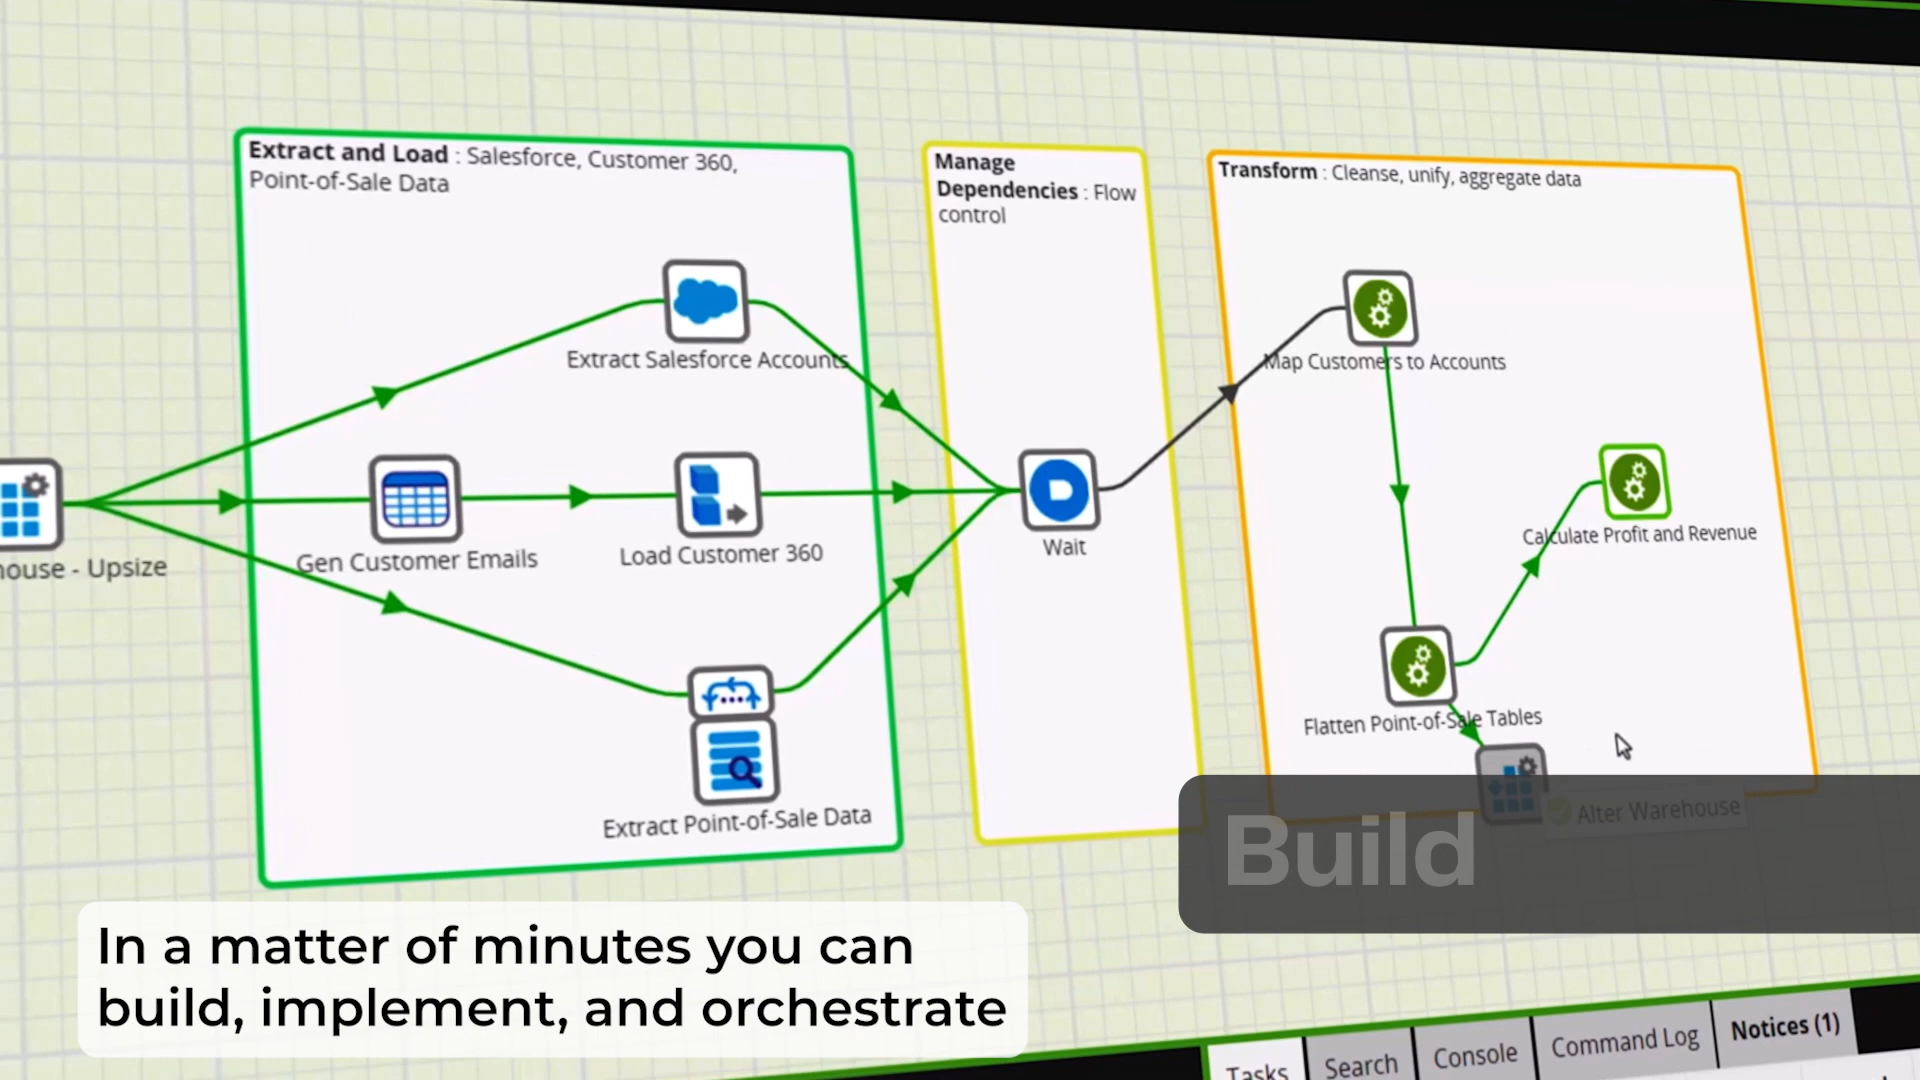 Extract and Load : Salesforce, Customer 360,
Point-of-Sale Data
Manage
Dependencies : Flow
control
Transform : Cleanse, unify, aggregate data
Extract Salesforce Accounts
Map Customers to Accounts
Gen Customer Emails
Load Customer 360
Wait
Calculate Profit and Revenue
house - Upsize
Flatten Point-of-Sale Tables
Extract Point-of-Sale Data
Alter Warehouse
Build
In a matter of minutes you can
build, implement, and orchestrate
Tasks
Search
Console
Command Log
Notices (1)